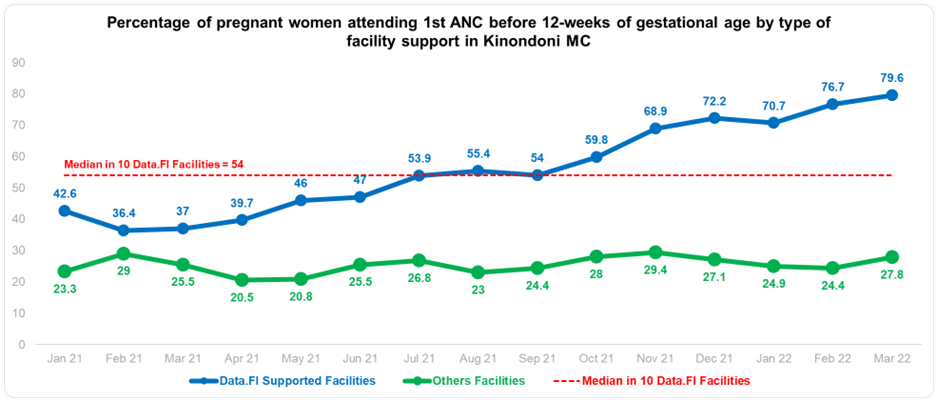 Percentage of pregnant women attending 1st ANC before 12-weeks of gestational age by type of
facility support in Kinondoni MC
90
80
70
60
50
40
30
20
10
0
Median in 10 Data.FI Facilities = 54
42.6 36.4 37 39.7 46 47 53.9 55.4 54 59.8 68.9 72.2 70.7 76.7 79.6
23.3 29 25.5 20.5 20.8 25.5 26.8 23 24.4 28 29.4 27.1 24.9 24.4 27.8
Jan 21 Feb 21 Mar 21 Apr 21 May 21 Jun 21 Jul 21 Aug 21 Sep 21 Oct 21 Nov 21 Dec 21 Jan 22 Feb 22 Mar 22
Data.FI Supported Facilities Others Facilities Median in 10 Data.FI Facilities